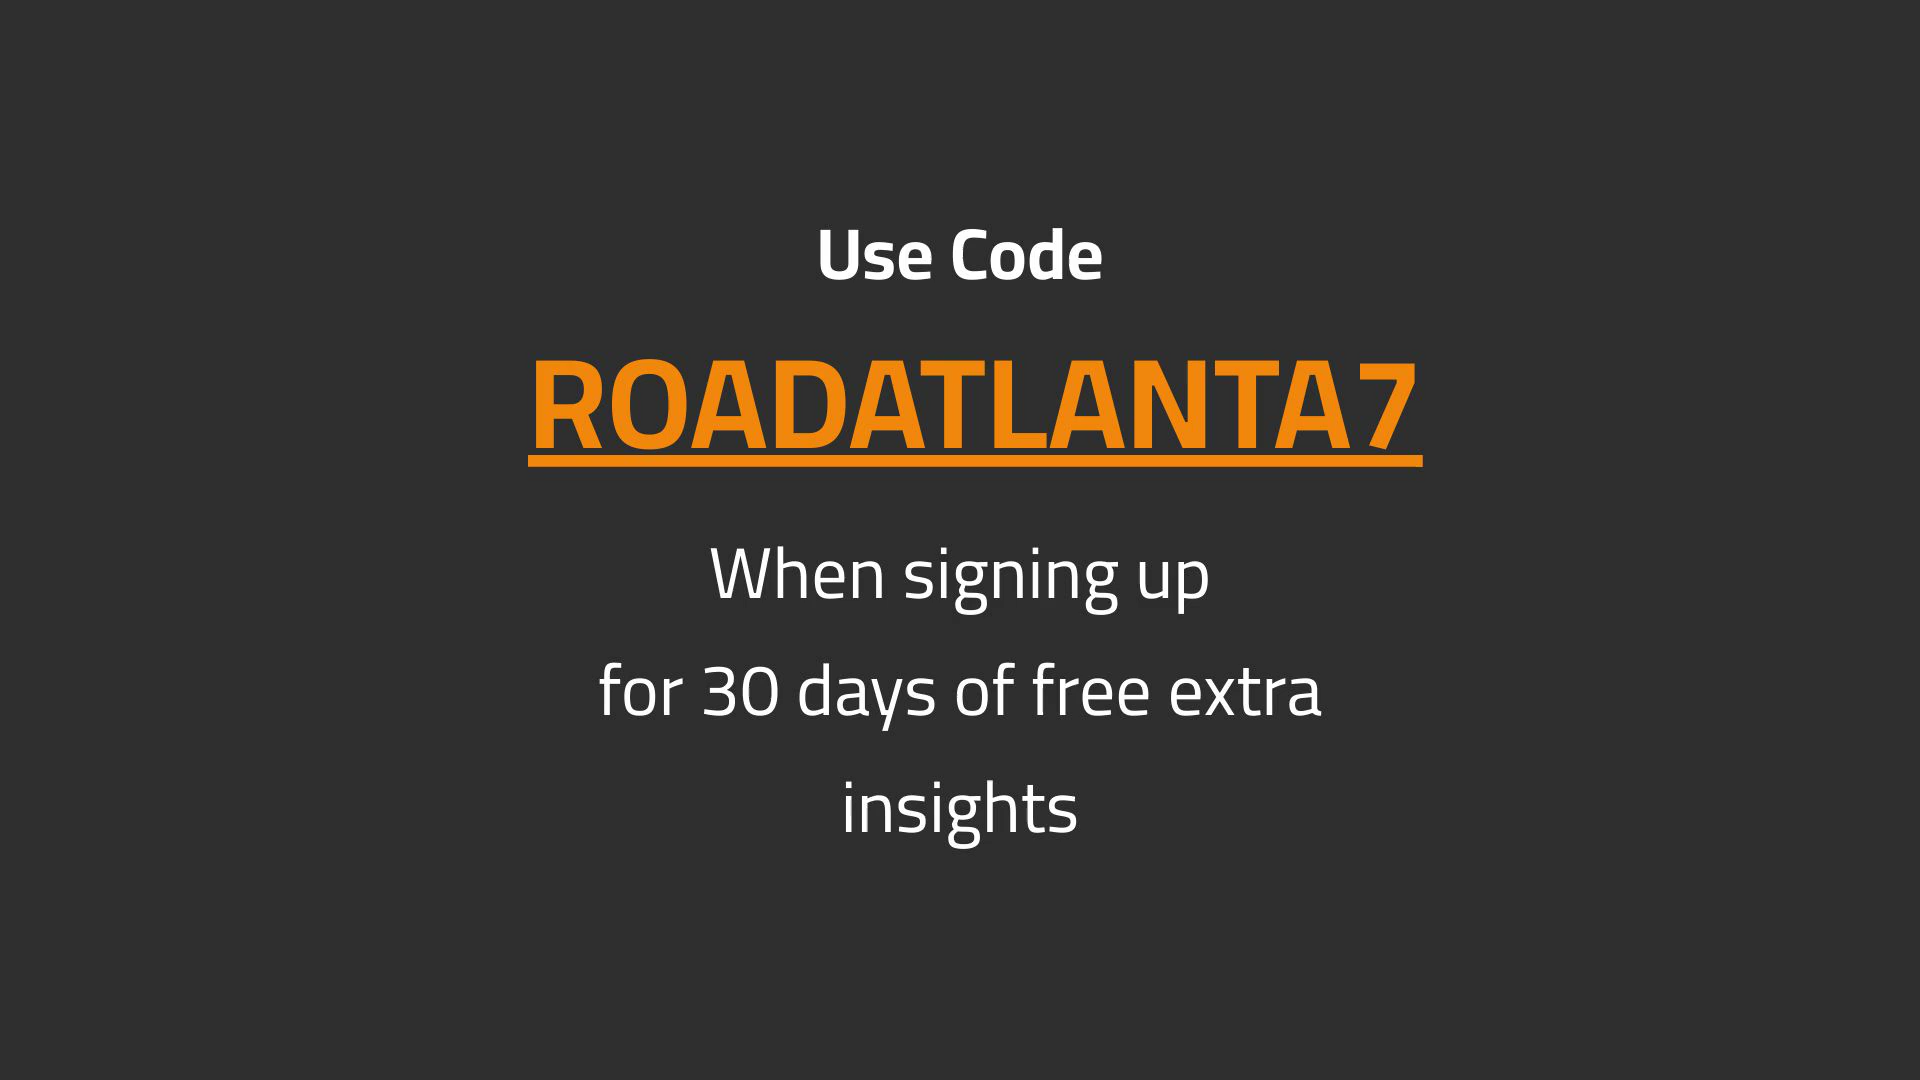 Use Code
ROADATLANTA7
When signing up
for 30 days of free extra
insights